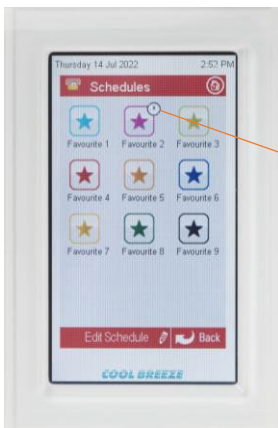 Thursday 14 Jul 2022 2:52 PM
Schedules
Favourite 1 Favourite 2 Favourite 3
Favourite 4 Favourite 5 Favourite 6
Favourite 7 Favourite 8 Favourite 9
Edit Schedule Back
COOL BREEZE